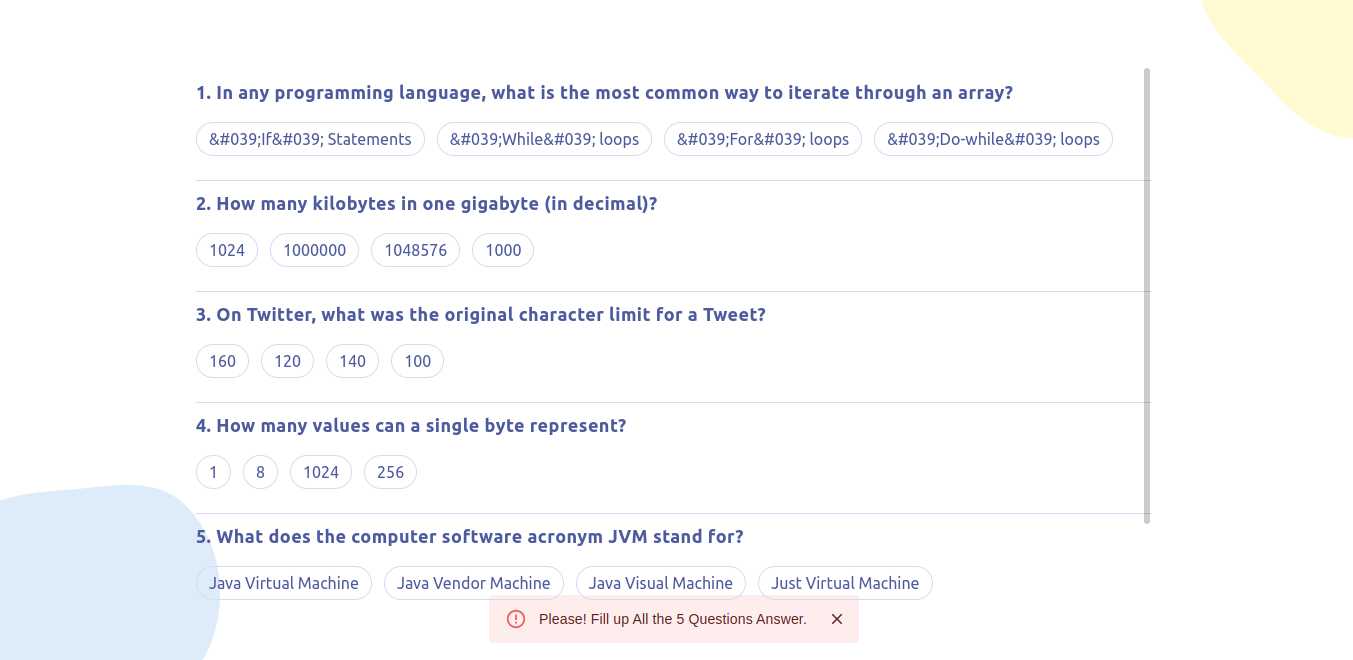 1. In any programming language, what is the most common way to iterate through an array?
&#039;If&#039; Statements &#039;While&#039; loops &#039;For&#039; loops &#039;Do-while&#039; loops
2. How many kilobytes in one gigabyte (in decimal)?
1024 1000000 1048576 1000
3. On Twitter, what was the original character limit for a Tweet?
160 120 140 100
4. How many values can a single byte represent?
1 8 1024 256
5. What does the computer software acronym JVM stand for?
Java Virtual Machine Java Vendor Machine Java Visual Machine Just Virtual Machine
Please! Fill up All the 5 Questions Answer.